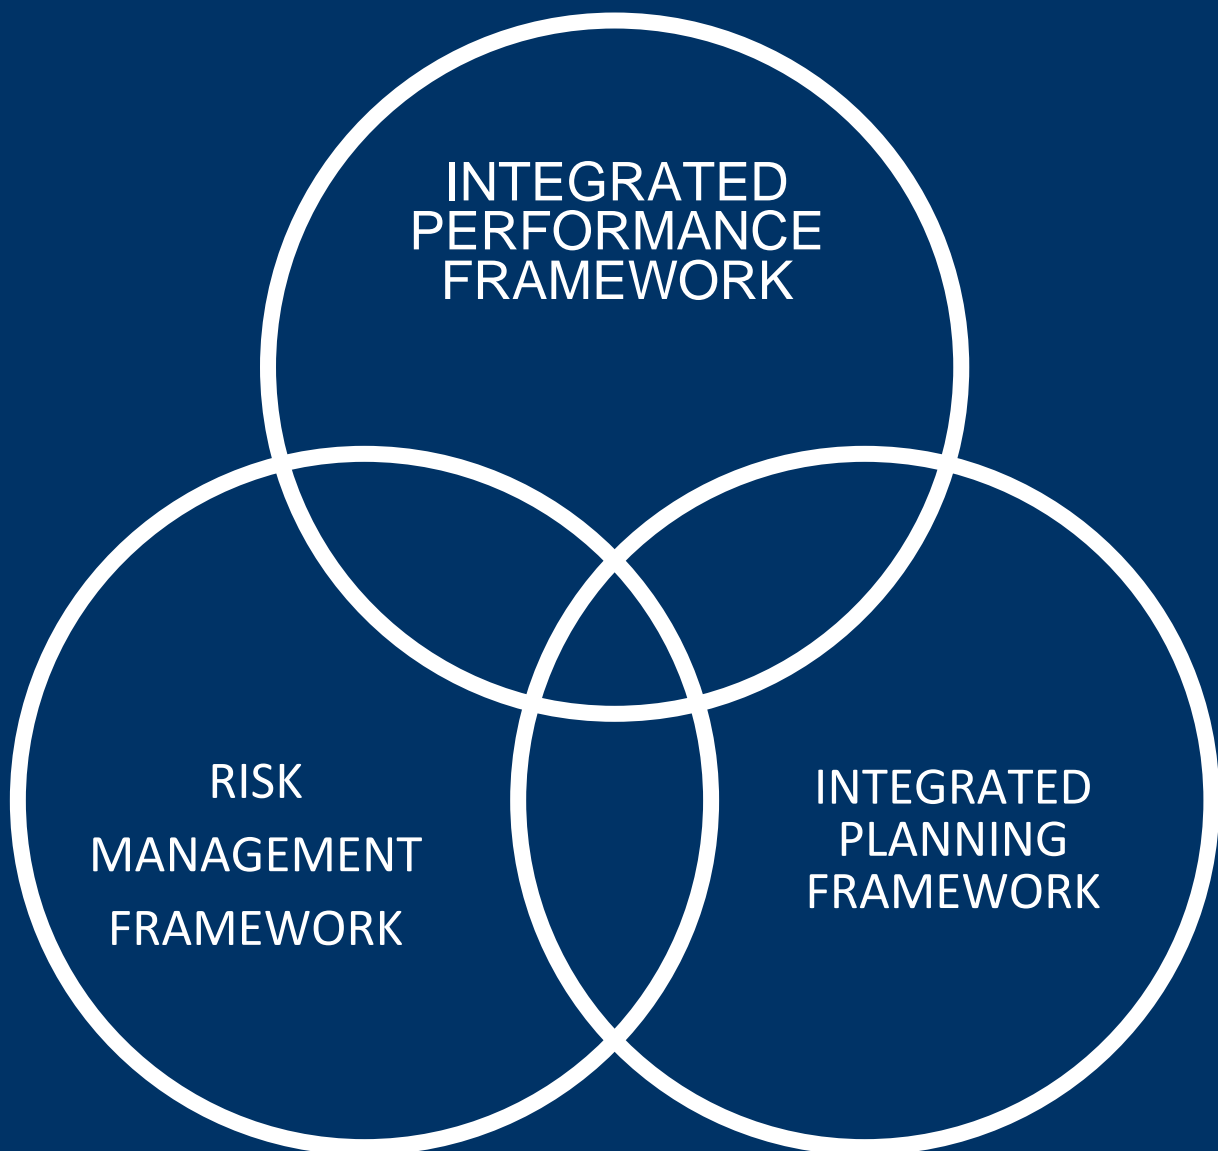 INTEGRATED
PERFORMANCE
FRAMEWORK
RISK
MANAGEMENT
FRAMEWORK
INTEGRATED
PLANNING
FRAMEWORK